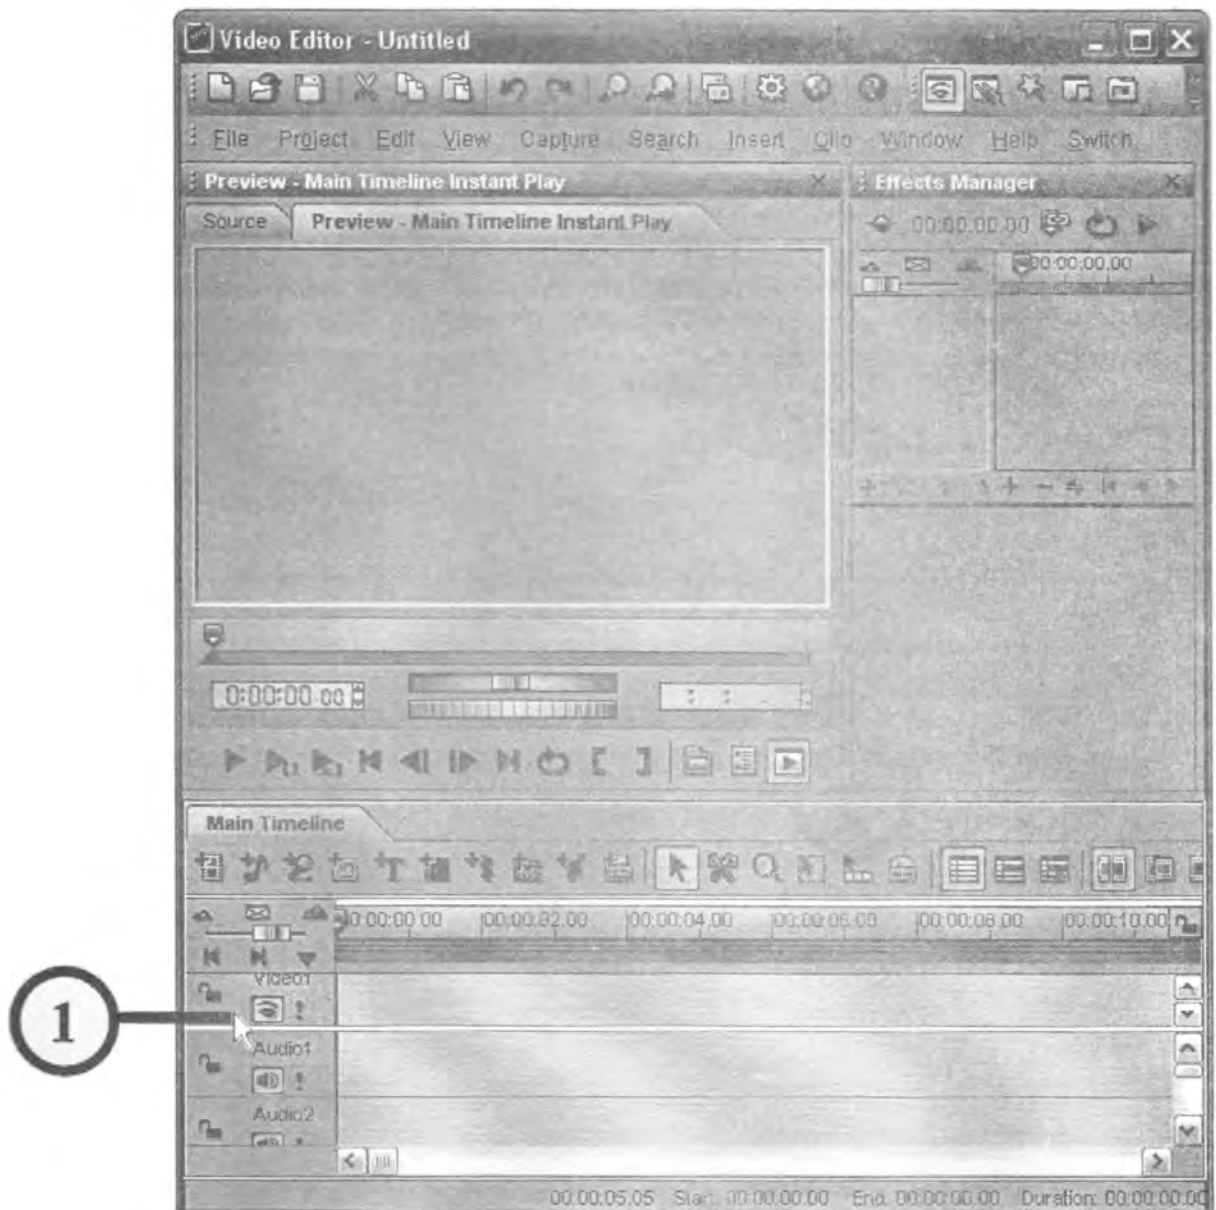 Video Editor - Untitled
File Project Edit View Capture Search Insert Clip Window Help Switch
Preview - Main Timeline Instant Play
Effects Manager
Source
Preview - Main Timeline Instant Play
00:00:00.00
00:00:00.00
0:00:00.00
Main Timeline
0:00:00.00 00:00:02.00 00:00:04.00 00:00:06.00 00:00:08.00 00:00:10.00
Video1
1
Audio1
Audio2
00:00:05.05 Start: 00:00:00.00 End: 00:00:00.00 Duration: 00:00:00.00